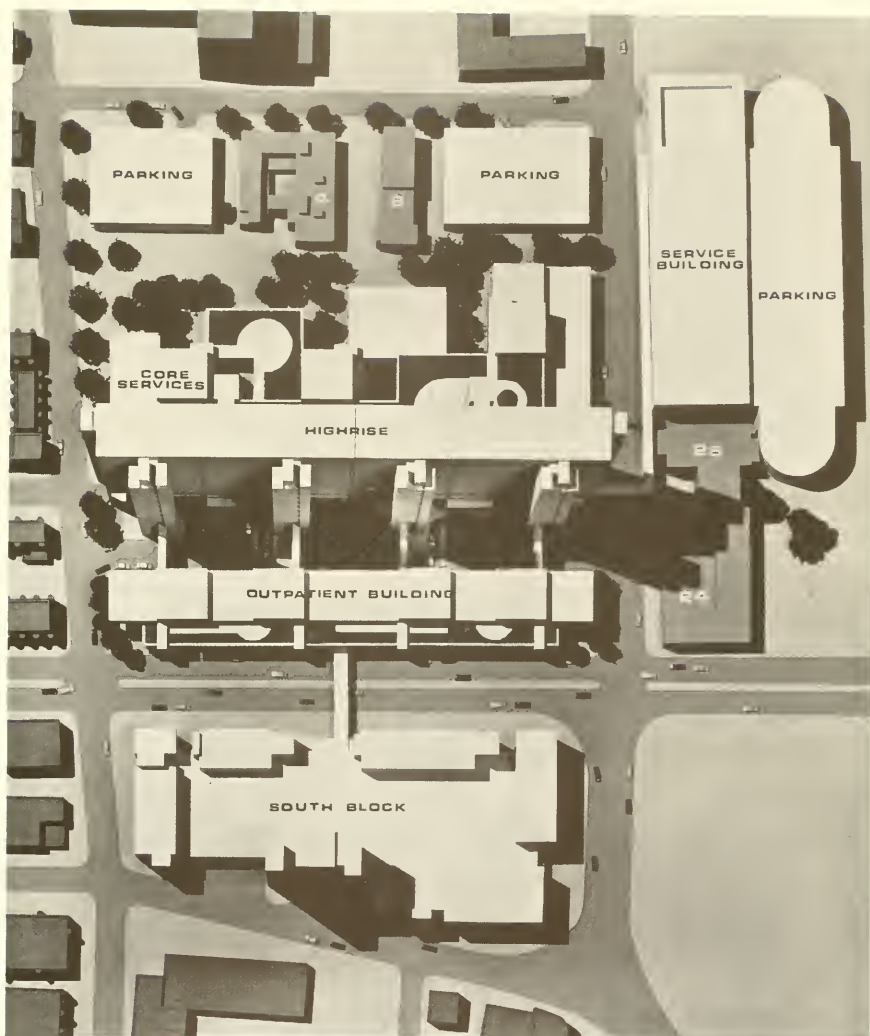 PARKING
PARKING
SERVICE
BUILDING
PARKING
CORE
SERVICES
HIGHRISE
OUTPATIENT BUILDING
SOUTH BLOCK